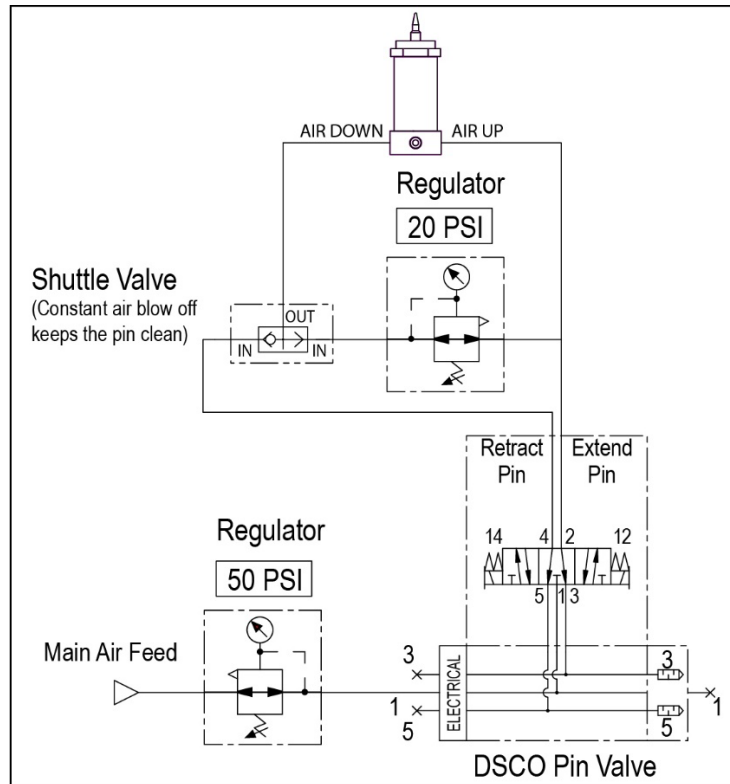 AIR DOWN
AIR UP
Regulator
20 PSI
Shuttle Valve
(Constant air blow off
keeps the pin clean)
OUT
IN
IN
Retract
Pin
Extend
Pin
14
4
2
12
5
1
3
Regulator
50 PSI
Main Air Feed
3
1
5
ELECTRICAL
3
1
5
DSCO Pin Valve